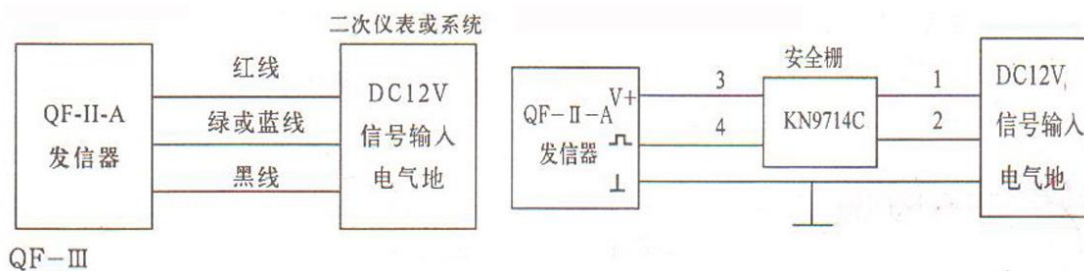 二次仪表或系统
QF-II-A
发信器
红线
绿或蓝线
黑线
DC12V
信号输入
电气地
QF-III
QF-II-A
发信器
V+
3
4
安全栅
KN9714C
1
2
DC12V
信号输入
电气地